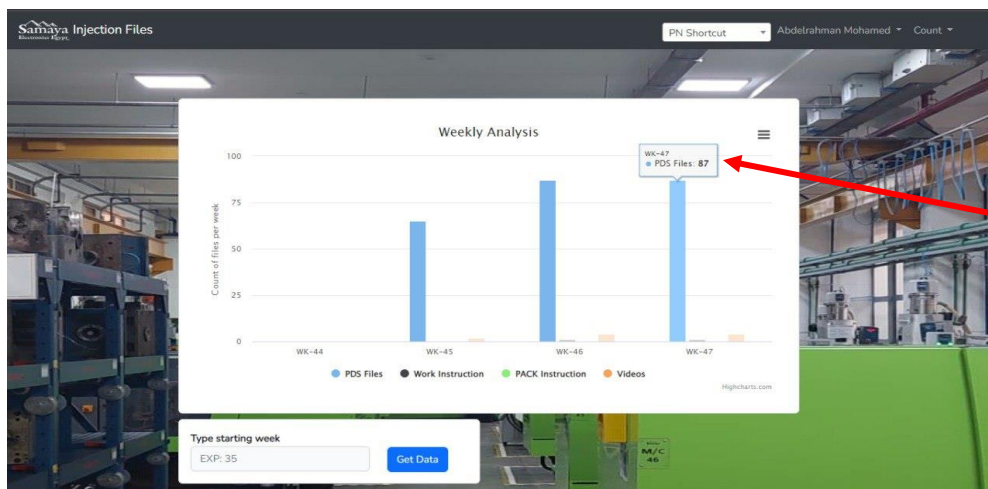 Samaya Injection Files
Electronics Egypt
PN Shortcut
Abdelrahman Mohamed
Count
Weekly Analysis
WK-47
PDS Files: 87
Count of files per week
100
75
50
25
0
WK-44 WK-45 WK-46 WK-47
PDS Files Work Instruction PACK Instruction Videos
Highcharts.com
Type starting week
EXP: 35
Get Data
M/C
46